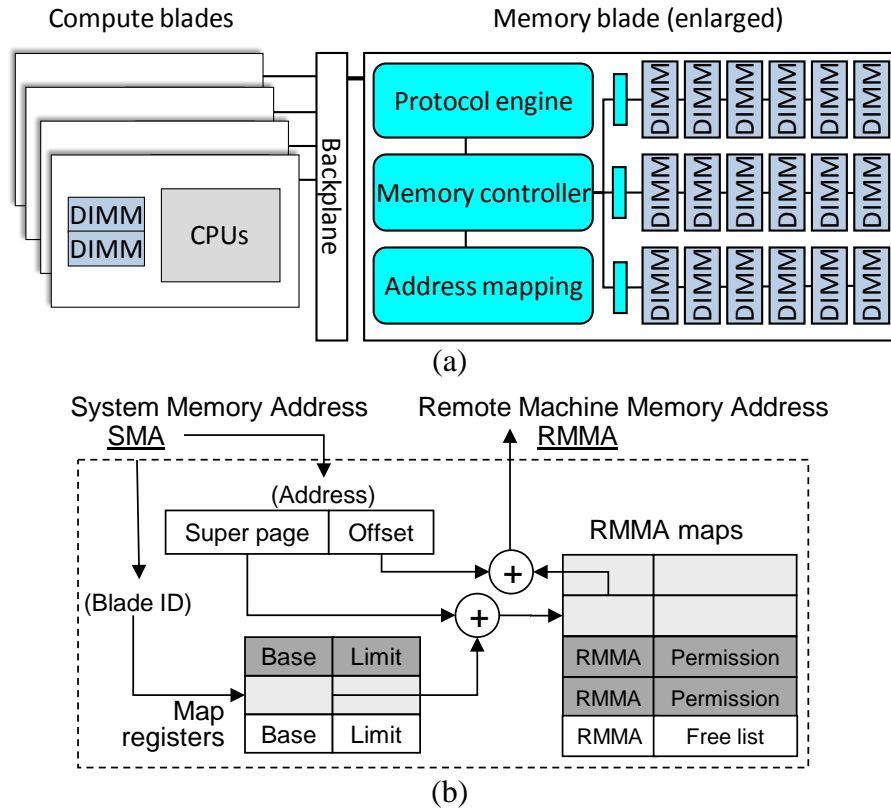 Compute blades
Memory blade (enlarged)
Protocol engine
DIMM DIMM DIMM DIMM DIMM DIMM
Backplane
Memory controller
DIMM DIMM DIMM DIMM DIMM DIMM
DIMM
DIMM
CPUs
Address mapping
DIMM DIMM DIMM DIMM DIMM DIMM
(a)
System Memory Address
SMA
Remote Machine Memory Address
RMMA
(Address)
Super page Offset
RMMA maps
+
+
(Blade ID)
Base Limit
RMMA Permission
Map
registers
RMMA Permission
Base Limit
RMMA Free list
(b)